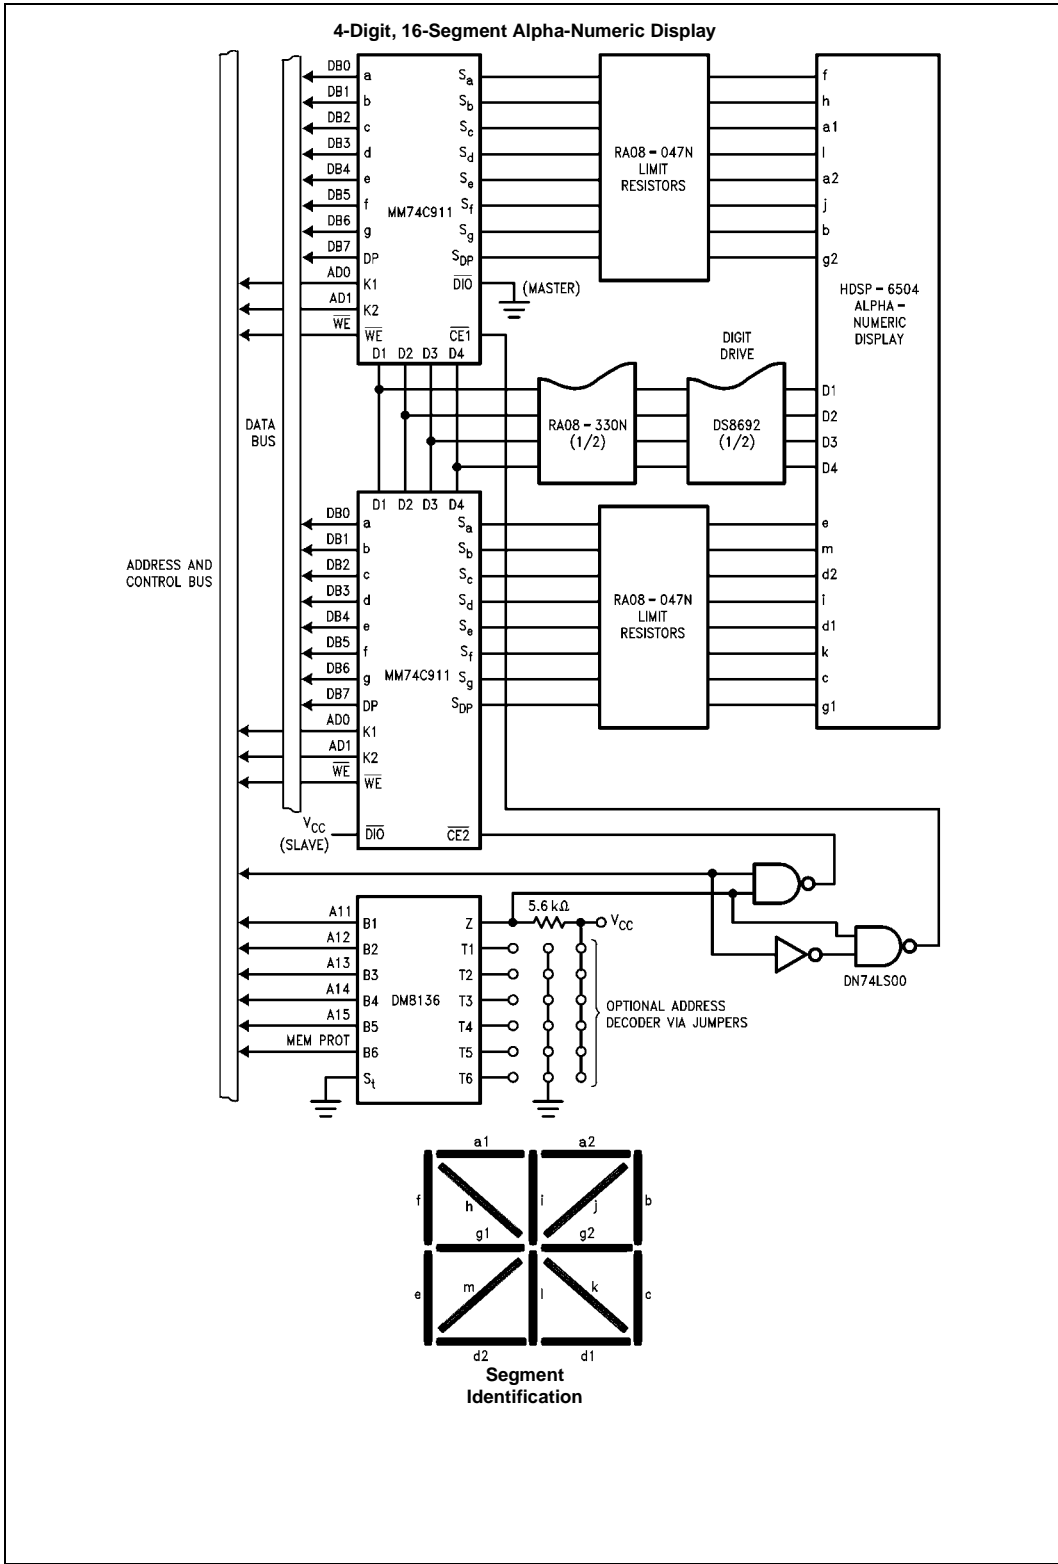 4-Digit, 16-Segment Alpha-Numeric Display
DB0 a Sa f
DB1 b Sb h
DB2 c Sc a1
DB3 d Sd l
DB4 e Se a2
DB5 f Sf j
DB6 g Sg b
DB7 DP SDP g2
MM74C911
RA08-047N
LIMIT
RESISTORS
AD0 K1 DIO (MASTER)
AD1 K2
WE WE CE1
D1 D2 D3 D4
HDSP-6504
ALPHA-
NUMERIC
DISPLAY
DIGIT
DRIVE
DATA
BUS
RA08-330N
(1/2)
DS8692
(1/2)
D1
D2
D3
D4
D1 D2 D3 D4
ADDRESS AND
CONTROL BUS
DB0 a Sa e
DB1 b Sb m
DB2 c Sc d2
DB3 d Sd i
DB4 e Se d1
DB5 f Sf k
DB6 g Sg c
DB7 DP SDP g1
MM74C911
RA08-047N
LIMIT
RESISTORS
AD0 K1
AD1 K2
WE WE
VCC
(SLAVE)
DIO CE2
5.6 kΩ
VCC
A11 B1 Z
A12 B2 T1
A13 B3 T2
A14 B4 DM8136 T3
A15 B5 T4
MEM PROT B6 T5
St T6
OPTIONAL ADDRESS
DECODER VIA JUMPERS
DN74LS00
a1 a2
f h i j b
g1 g2
e m l k c
d2 d1
Segment
Identification